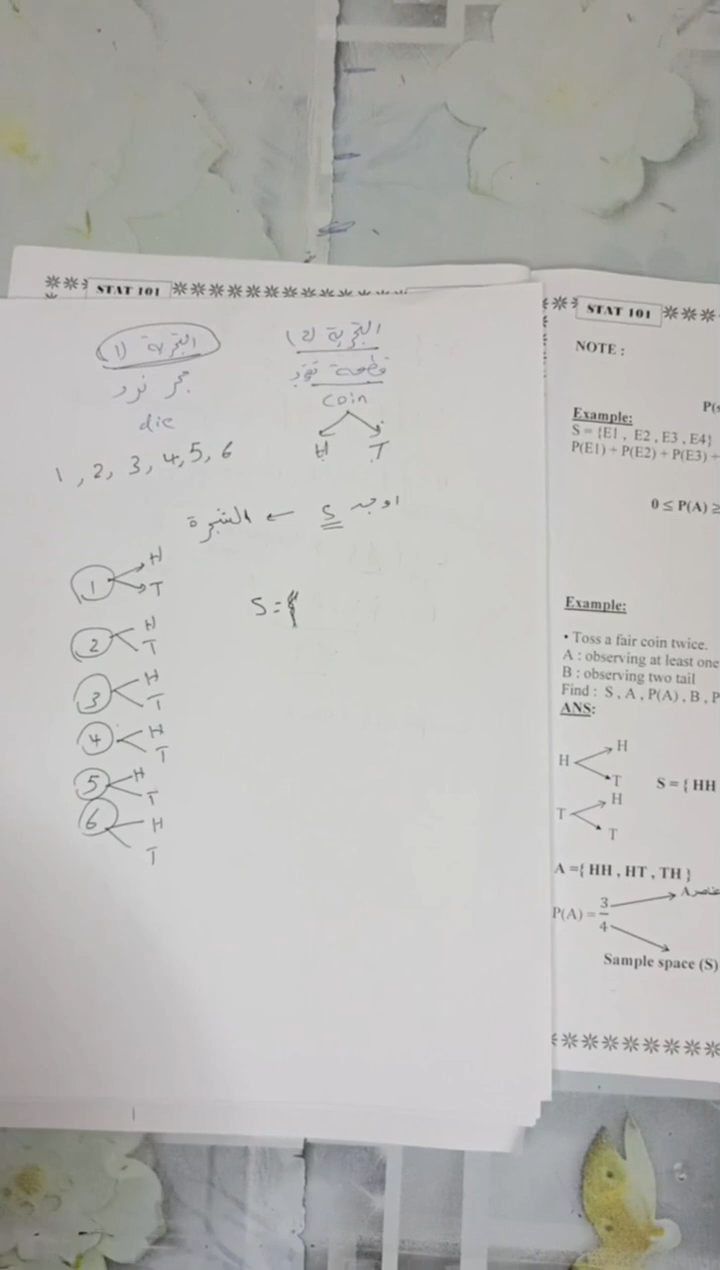 STAT 101
التجربة (1)
حجر نرد
die
1, 2, 3, 4, 5, 6
التجربة (2)
قطعة نقود
coin
H T
اوجد S ← الشجرة
1 H
T
2 H
T
3 H
T
4 H
T
5 H
T
6 H
T
S = {
STAT 101
NOTE :
Example:
S = {E1 , E2 , E3 , E4}
P(E1) + P(E2) + P(E3) +
0 ≤ P(A) ≥
Example:
• Toss a fair coin twice.
A : observing at least one
B : observing two tail
Find : S , A , P(A) , B , P
ANS:
H H
T
S = { HH
T H
T
A ={ HH , HT , TH }
P(A) = 3/4
عناصر A
Sample space (S)